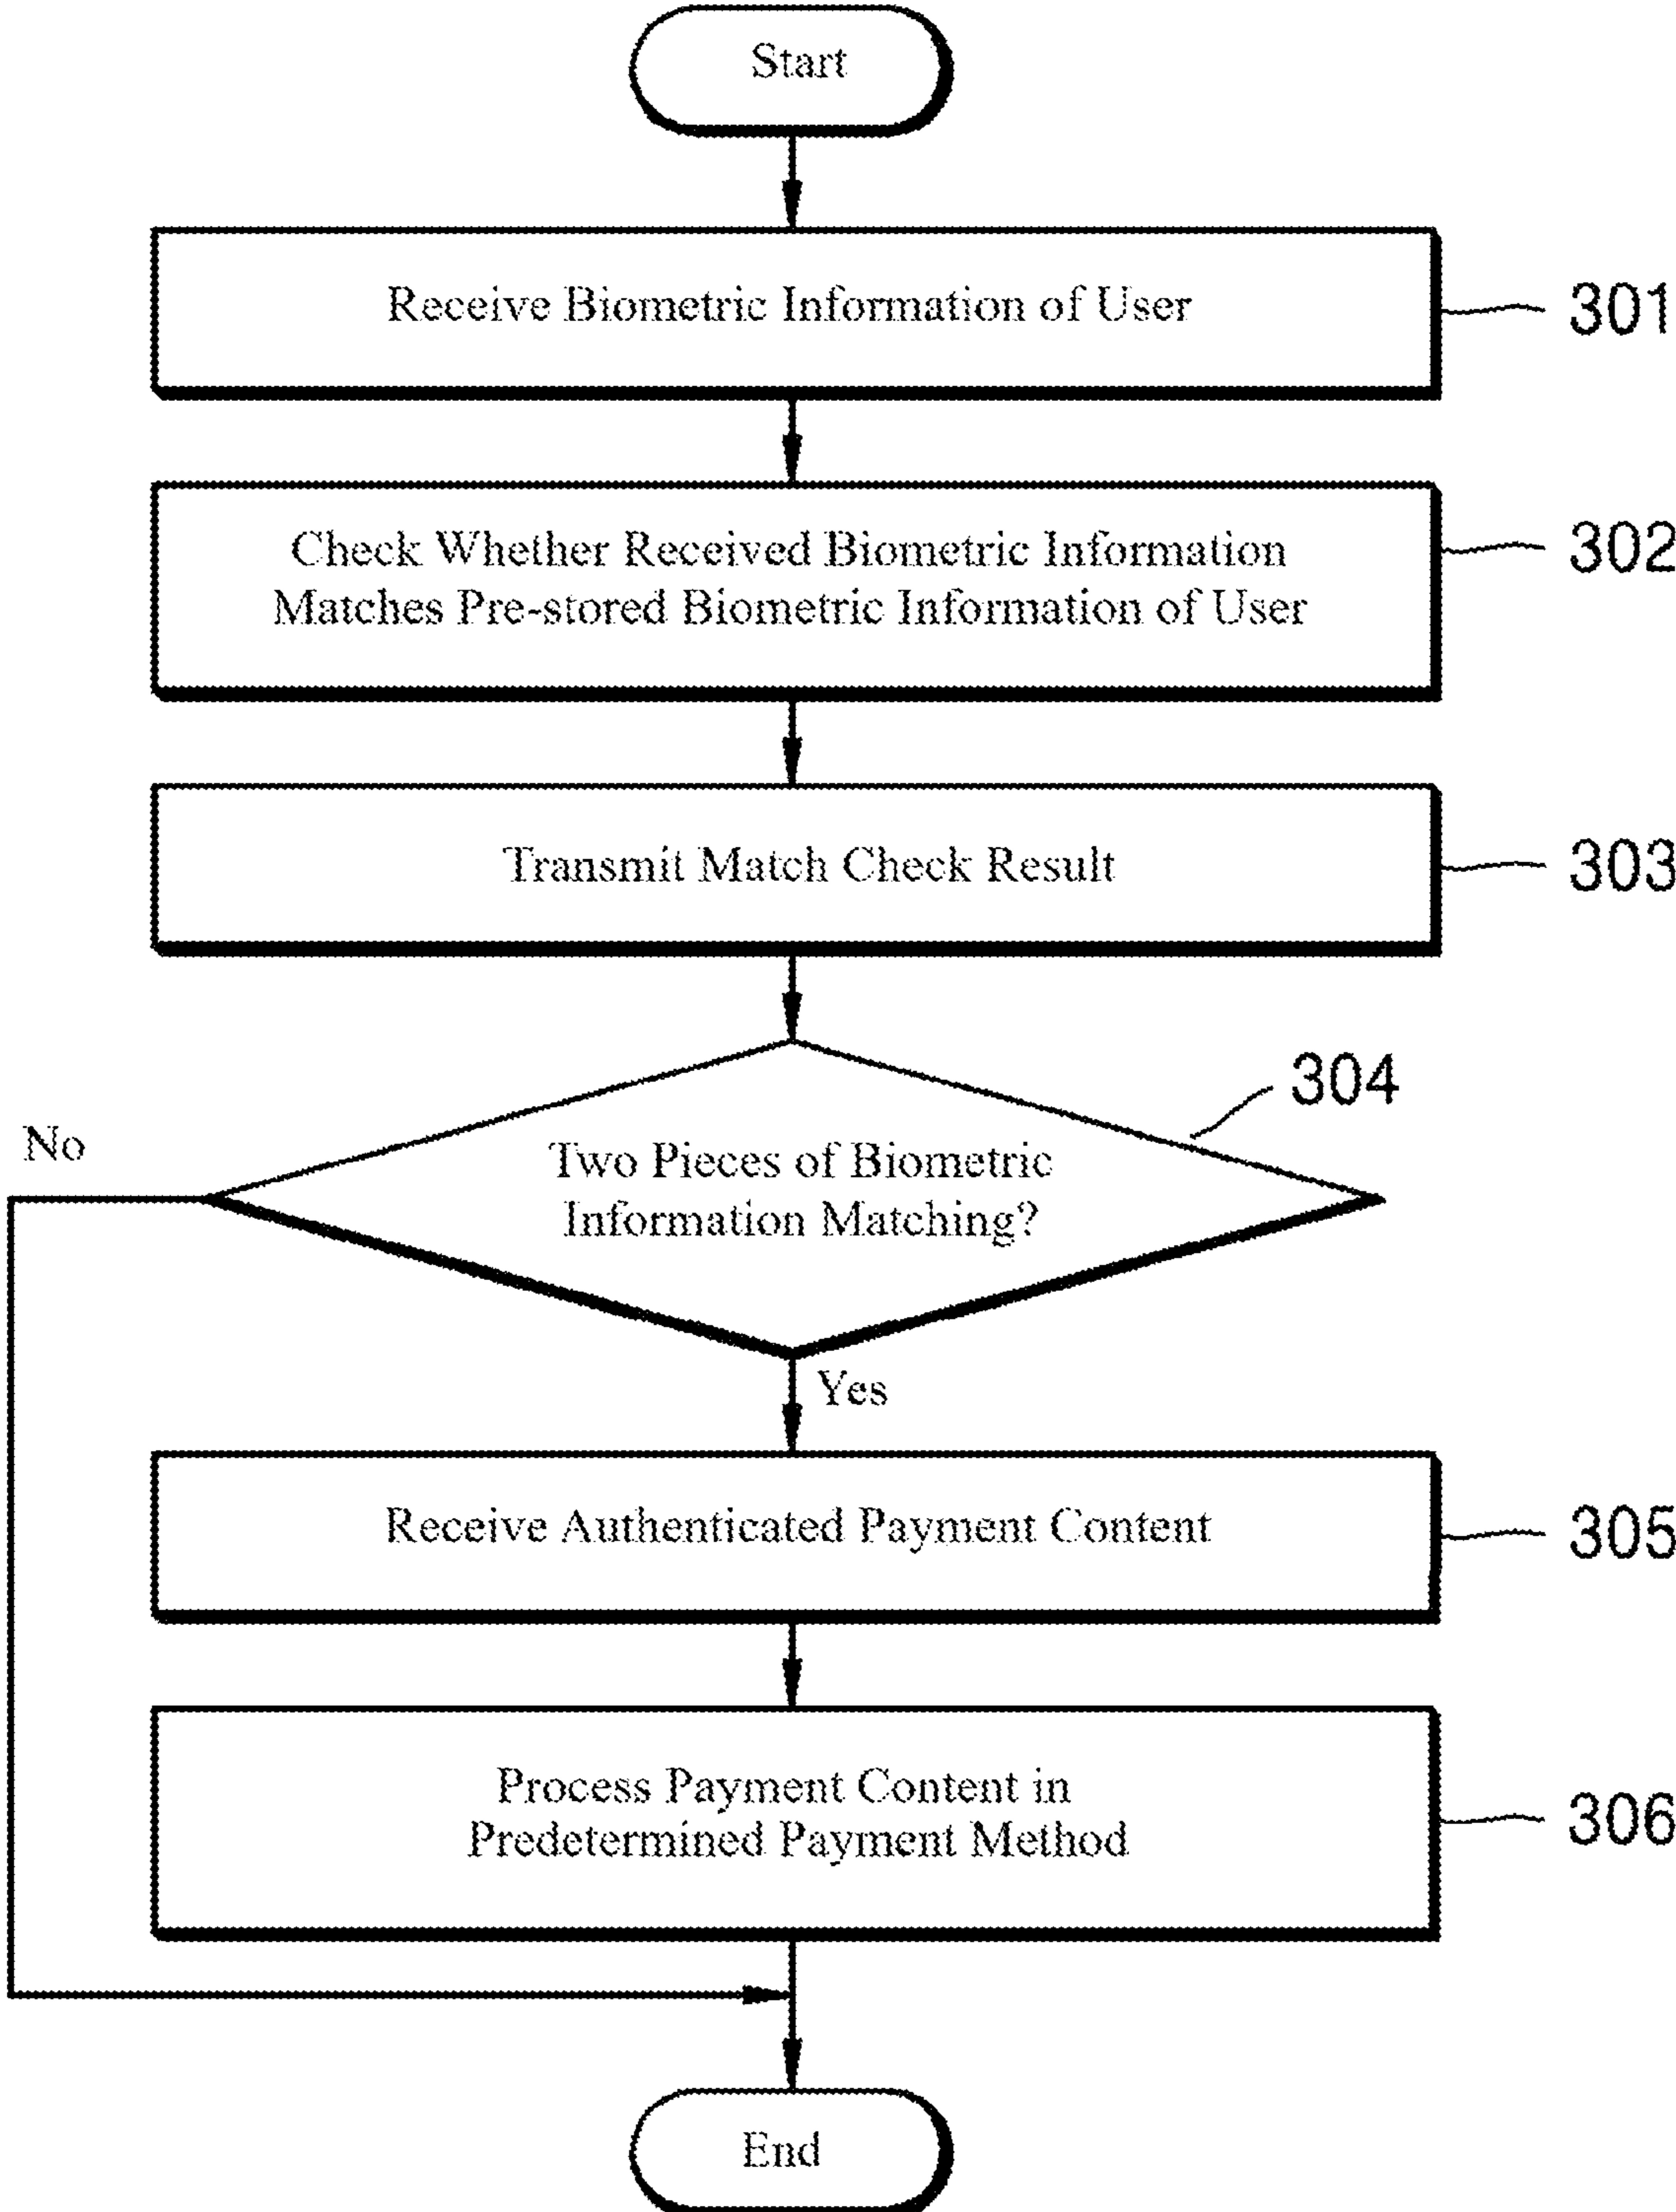 Start
Receive Biometric Information of User
301
Check Whether Received Biometric Information
Matches Pre-stored Biometric Information of User
302
Transmit Match Check Result
303
304
No
Two Pieces of Biometric
Information Matching?
Yes
Receive Authenticated Payment Content
305
Process Payment Content in
Predetermined Payment Method
306
End